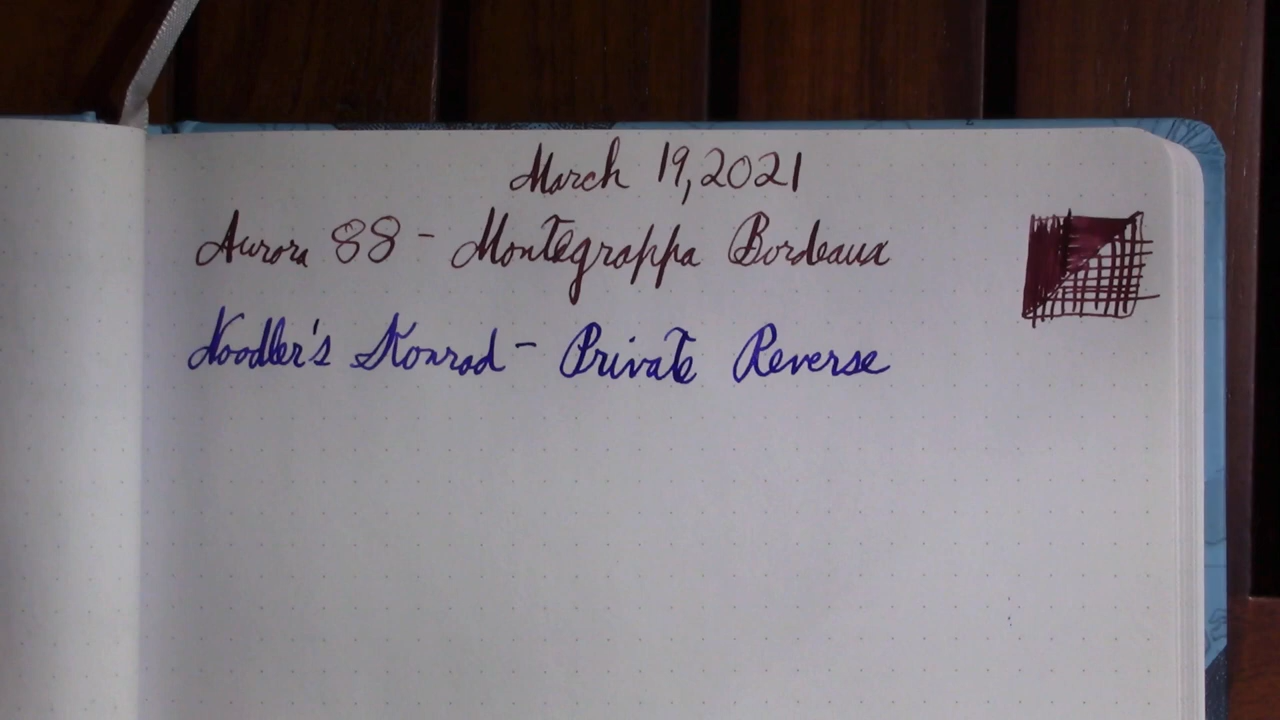 March 19, 2021
Aurora 88 - Montegrappa Bordeaux
Noodler's Konrad - Private Reverse